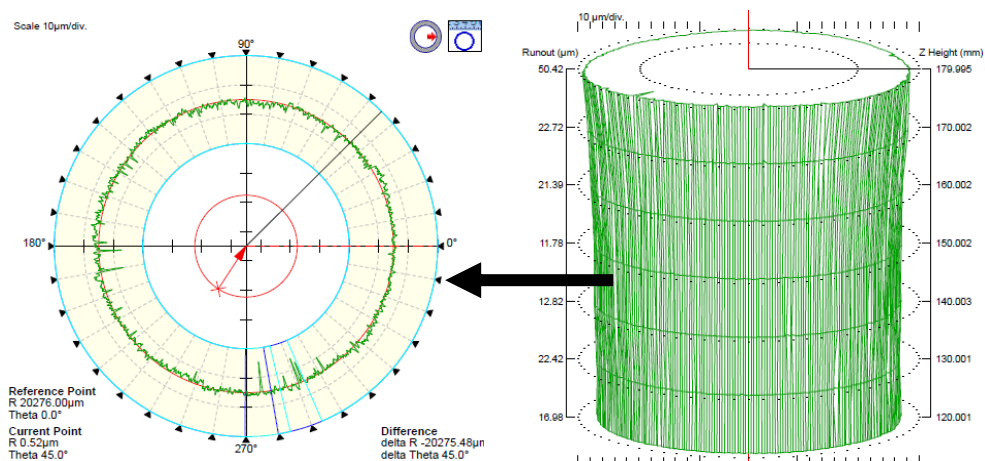 Scale 10µm/div.
90°
180°
0°
270°
Reference Point
R 20276.00µm
Theta 0.0°
Current Point
R 0.52µm
Theta 45.0°
Difference
delta R -20275.48µm
delta Theta 45.0°
10 µm/div.
Runout (µm)
Z Height (mm)
50.42
179.995
22.72
170.002
21.39
160.002
11.78
150.002
12.82
140.003
22.42
130.001
16.98
120.001